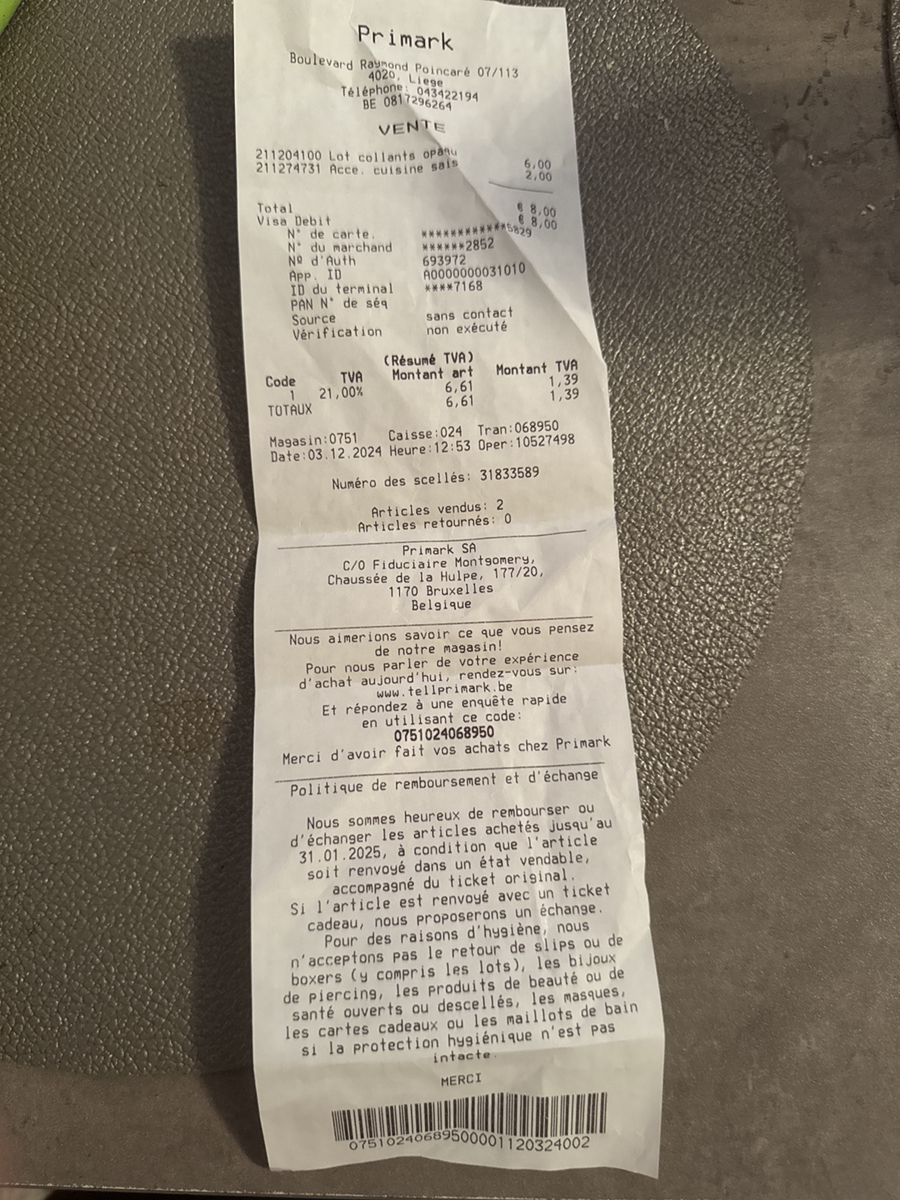 Primark
Boulevard Raymond Poincaré 07/113
4020, Liege
Téléphone: 043422194
BE 0817296264
VENTE
211204100 Lot collants opaqu 6,00
211274731 Acce. cuisine sais 2,00
Total € 8,00
Visa Debit € 8,00
N° de carte. ************5829
N° du marchand ******2852
Nº d'Auth 693972
App. ID A0000000031010
ID du terminal ****7168
PAN N° de séq
Source sans contact
Vérification non exécuté
(Résumé TVA)
Code TVA Montant art Montant TVA
1 21,00% 6,61 1,39
TOTAUX 6,61 1,39
Magasin:0751 Caisse:024 Tran:068950
Date:03.12.2024 Heure:12:53 Oper:10527498
Numéro des scellés: 31833589
Articles vendus: 2
Articles retournés: 0
Primark SA
C/O Fiduciaire Montgomery,
Chaussée de la Hulpe, 177/20,
1170 Bruxelles
Belgique
Nous aimerions savoir ce que vous pensez
de notre magasin!
Pour nous parler de votre expérience
d'achat aujourd'hui, rendez-vous sur:
www.tellprimark.be
Et répondez à une enquête rapide
en utilisant ce code:
0751024068950
Merci d'avoir fait vos achats chez Primark
Politique de remboursement et d'échange
Nous sommes heureux de rembourser ou
d'échanger les articles achetés jusqu'au
31.01.2025, à condition que l'article
soit renvoyé dans un état vendable,
accompagné du ticket original.
Si l'article est renvoyé avec un ticket
cadeau, nous proposerons un échange.
Pour des raisons d'hygiène, nous
n'acceptons pas le retour de slips ou de
boxers (y compris les lots), les bijoux
de piercing, les produits de beauté ou de
santé ouverts ou descellés, les masques,
les cartes cadeaux ou les maillots de bain
si la protection hygiénique n'est pas
intacte.
MERCI
07510240689500001120324002